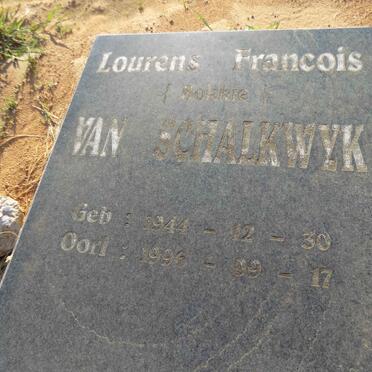 Lourens Francois
VAN SCHALKWYK
Geb : 1944 - 12 - 30
Oorl : 1996 - 09 - 17